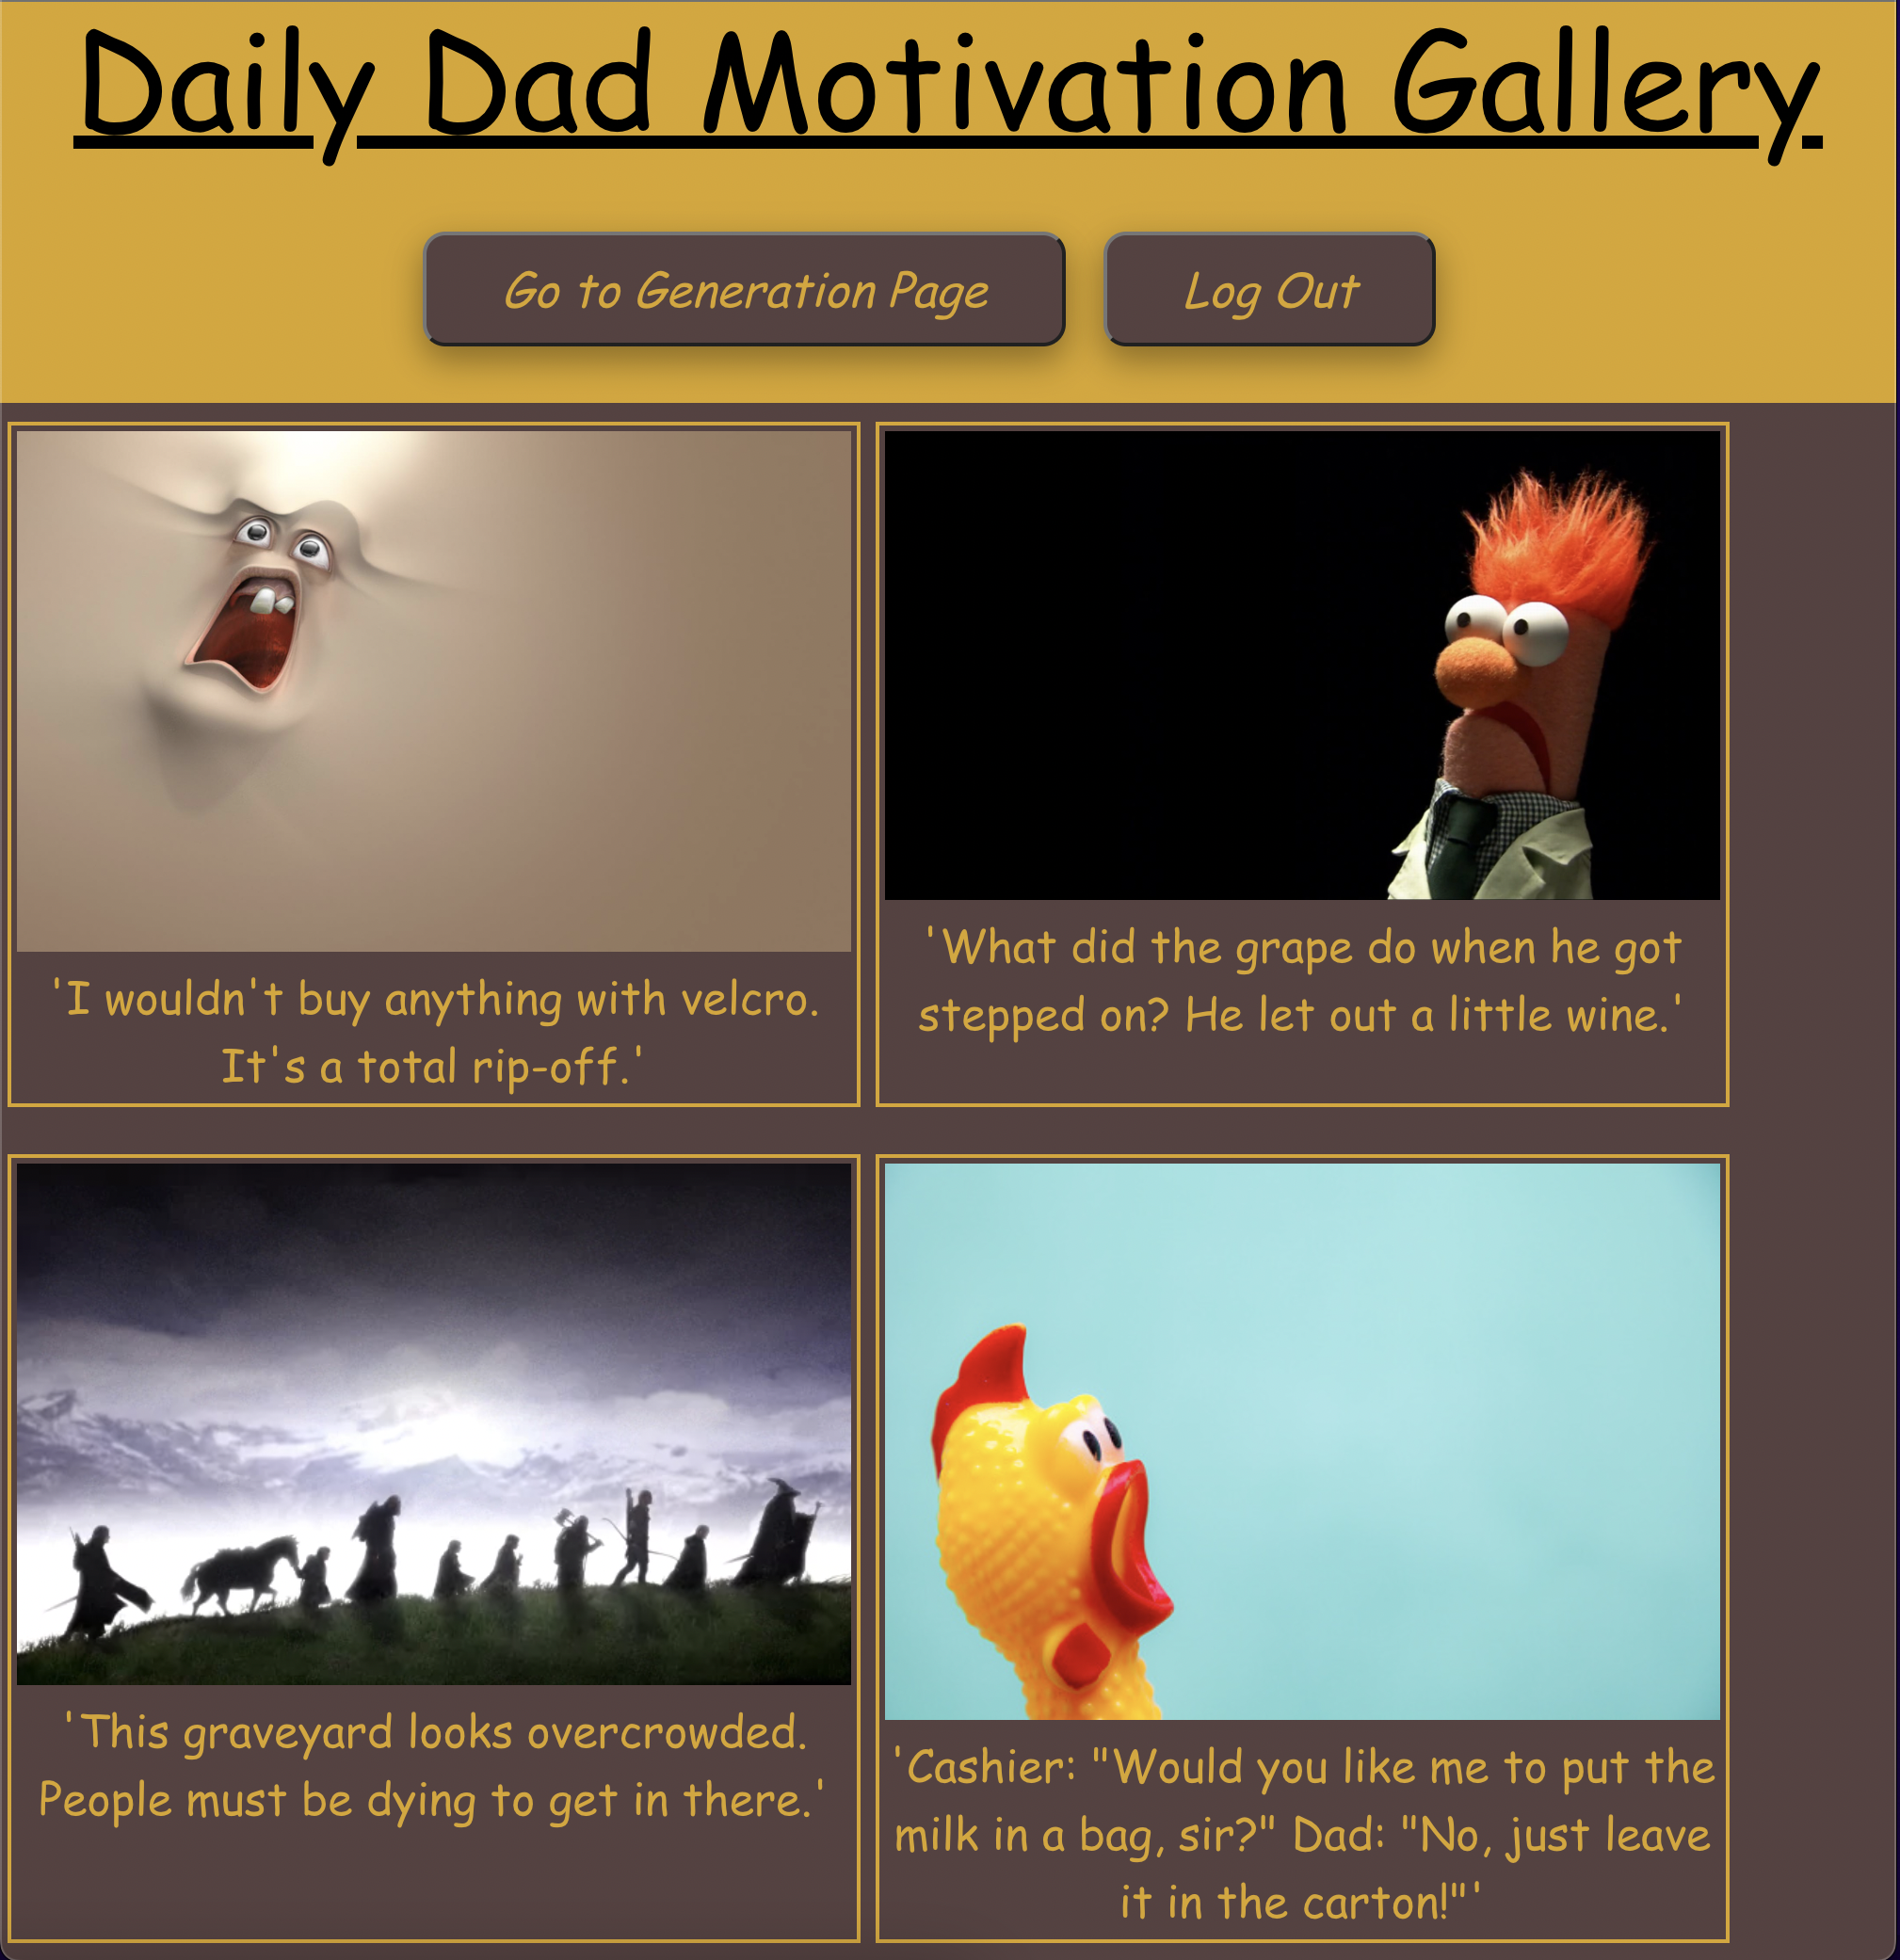 Daily Dad Motivation Gallery
Go to Generation Page
Log Out
'I wouldn't buy anything with velcro.
It's a total rip-off.'
'What did the grape do when he got
stepped on? He let out a little wine.'
'This graveyard looks overcrowded.
People must be dying to get in there.'
'Cashier: "Would you like me to put the
milk in a bag, sir?" Dad: "No, just leave
it in the carton!"'